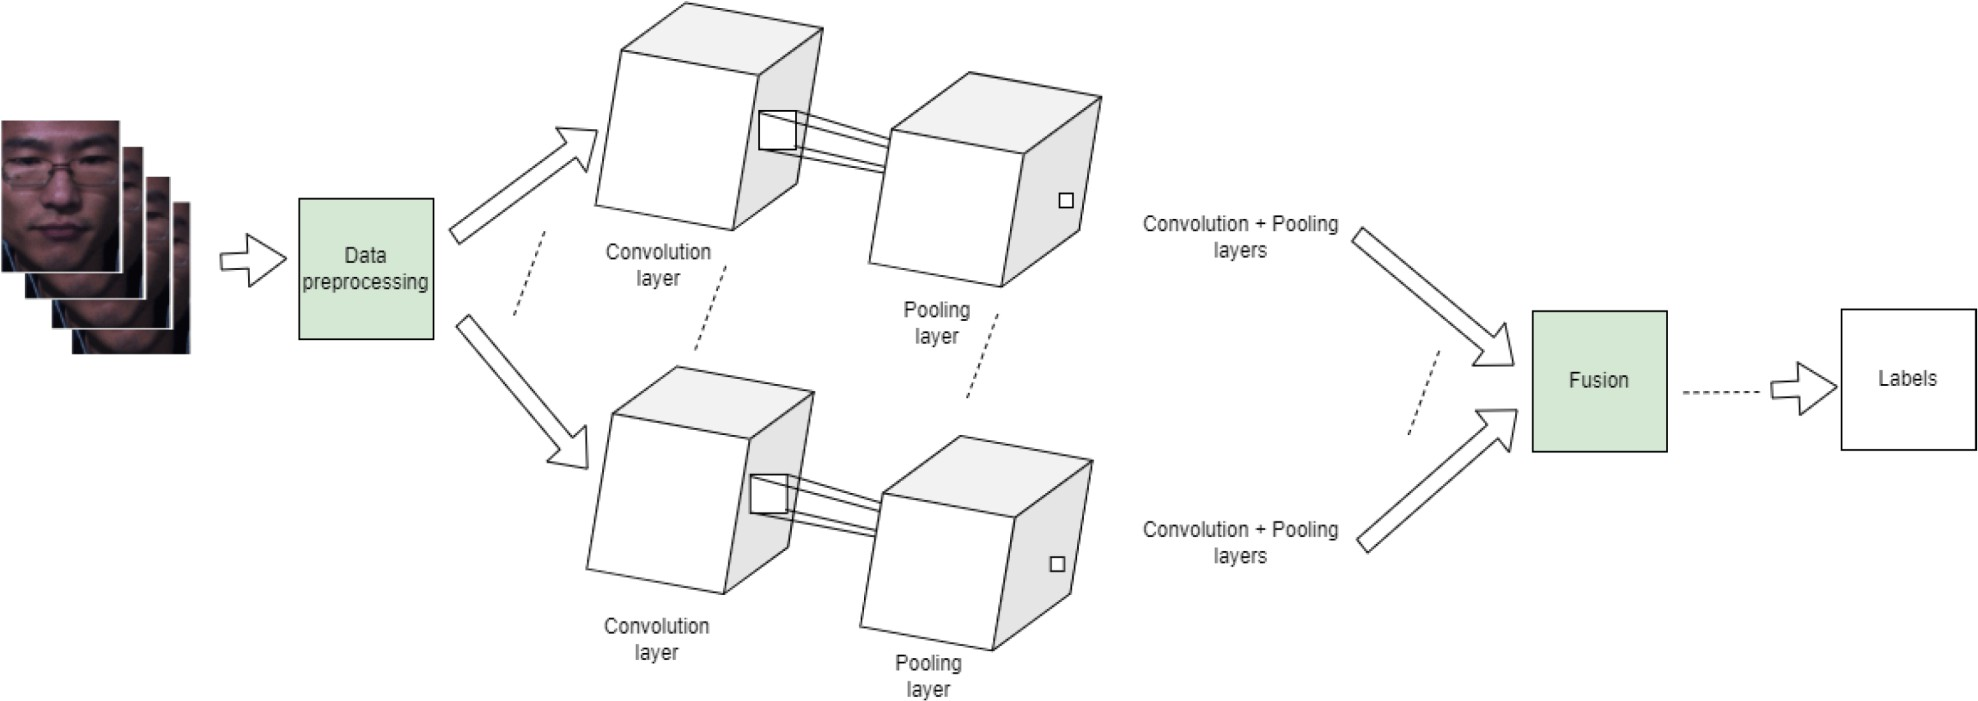 Data
preprocessing
Convolution
layer
Pooling
layer
Convolution + Pooling
layers
Convolution
layer
Pooling
layer
Convolution + Pooling
layers
Fusion
Labels